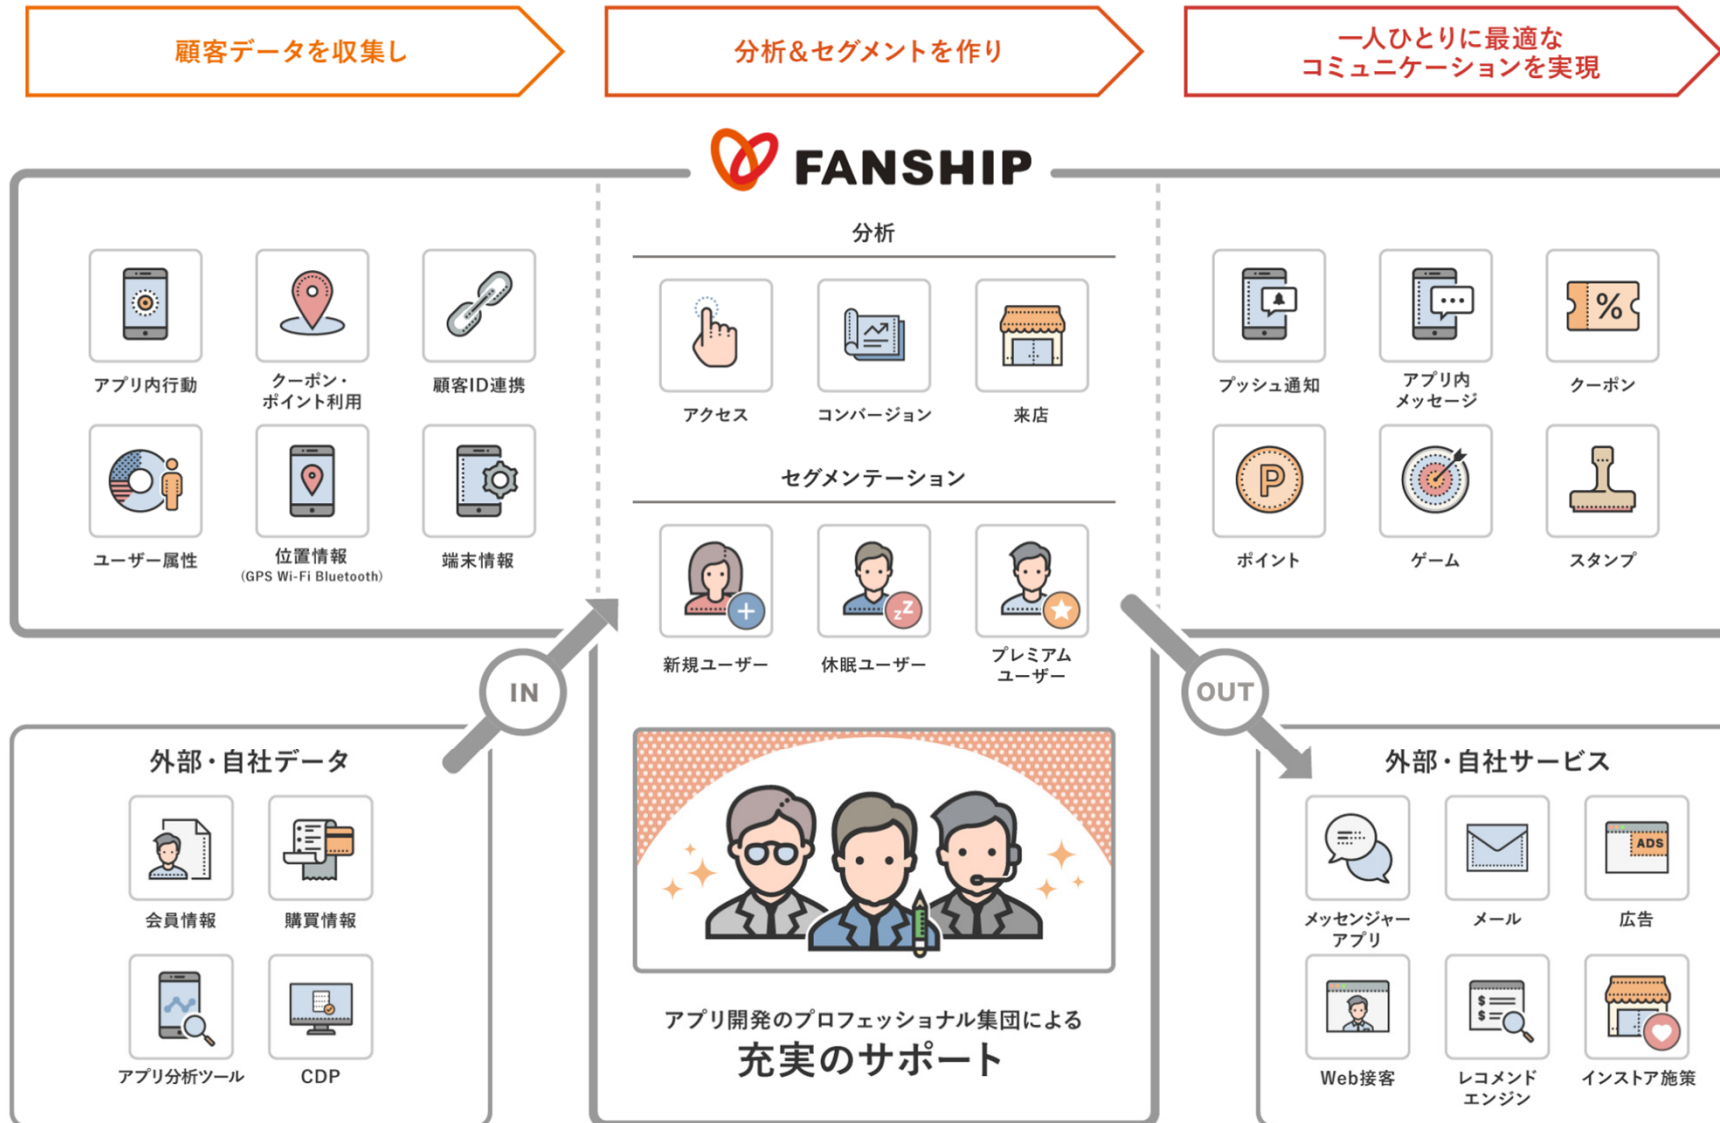 顧客データを収集し
分析&セグメントを作り
一人ひとりに最適な
コミュニケーションを実現
FANSHIP
アプリ内行動
クーポン・
ポイント利用
顧客ID連携
ユーザー属性
位置情報
(GPS Wi-Fi Bluetooth)
端末情報
分析
アクセス
コンバージョン
来店
セグメンテーション
新規ユーザー
zZ
休眠ユーザー
プレミアム
ユーザー
%
プッシュ通知
アプリ内
メッセージ
クーポン
P
ポイント
ゲーム
スタンプ
IN
OUT
外部・自社データ
会員情報
購買情報
アプリ分析ツール
CDP
アプリ開発のプロフェッショナル集団による
充実のサポート
外部・自社サービス
ADS
メッセンジャー
アプリ
メール
広告
$
$
Web接客
レコメンド
エンジン
インストア施策